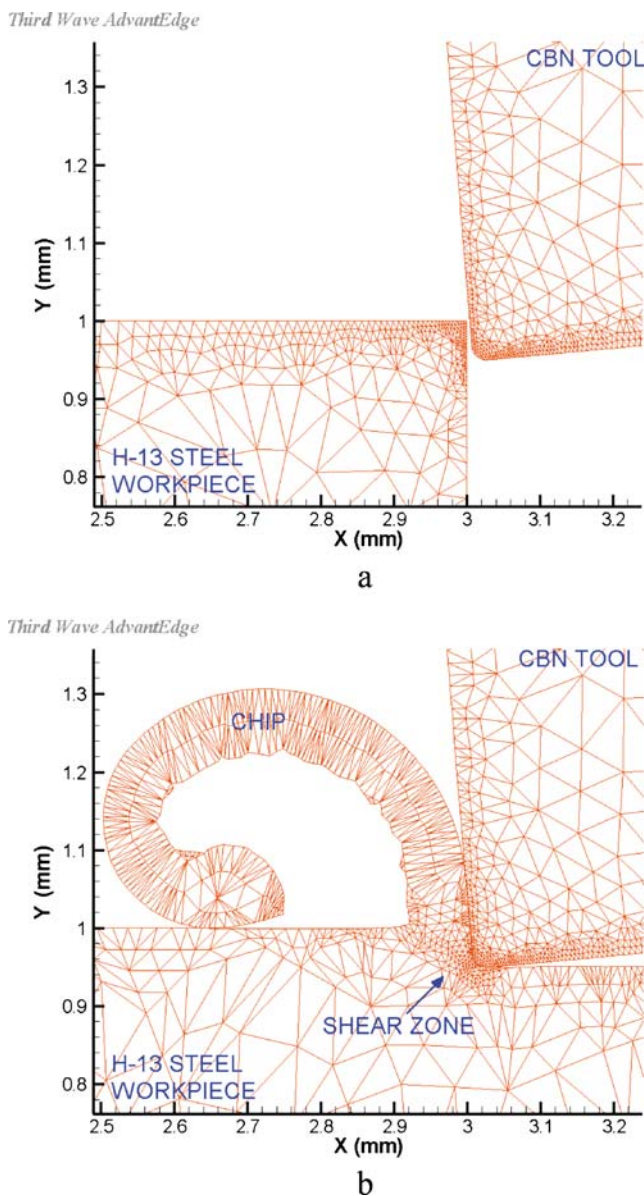 Third Wave AdvantEdge
CBN TOOL
1.3
1.2
1.1
1
0.9
0.8
Y (mm)
H-13 STEEL
WORKPIECE
2.5 2.6 2.7 2.8 2.9 3 3.1 3.2
X (mm)
a
Third Wave AdvantEdge
CBN TOOL
1.3
CHIP
1.2
1.1
1
0.9
0.8
Y (mm)
SHEAR ZONE
H-13 STEEL
WORKPIECE
2.5 2.6 2.7 2.8 2.9 3 3.1 3.2
X (mm)
b